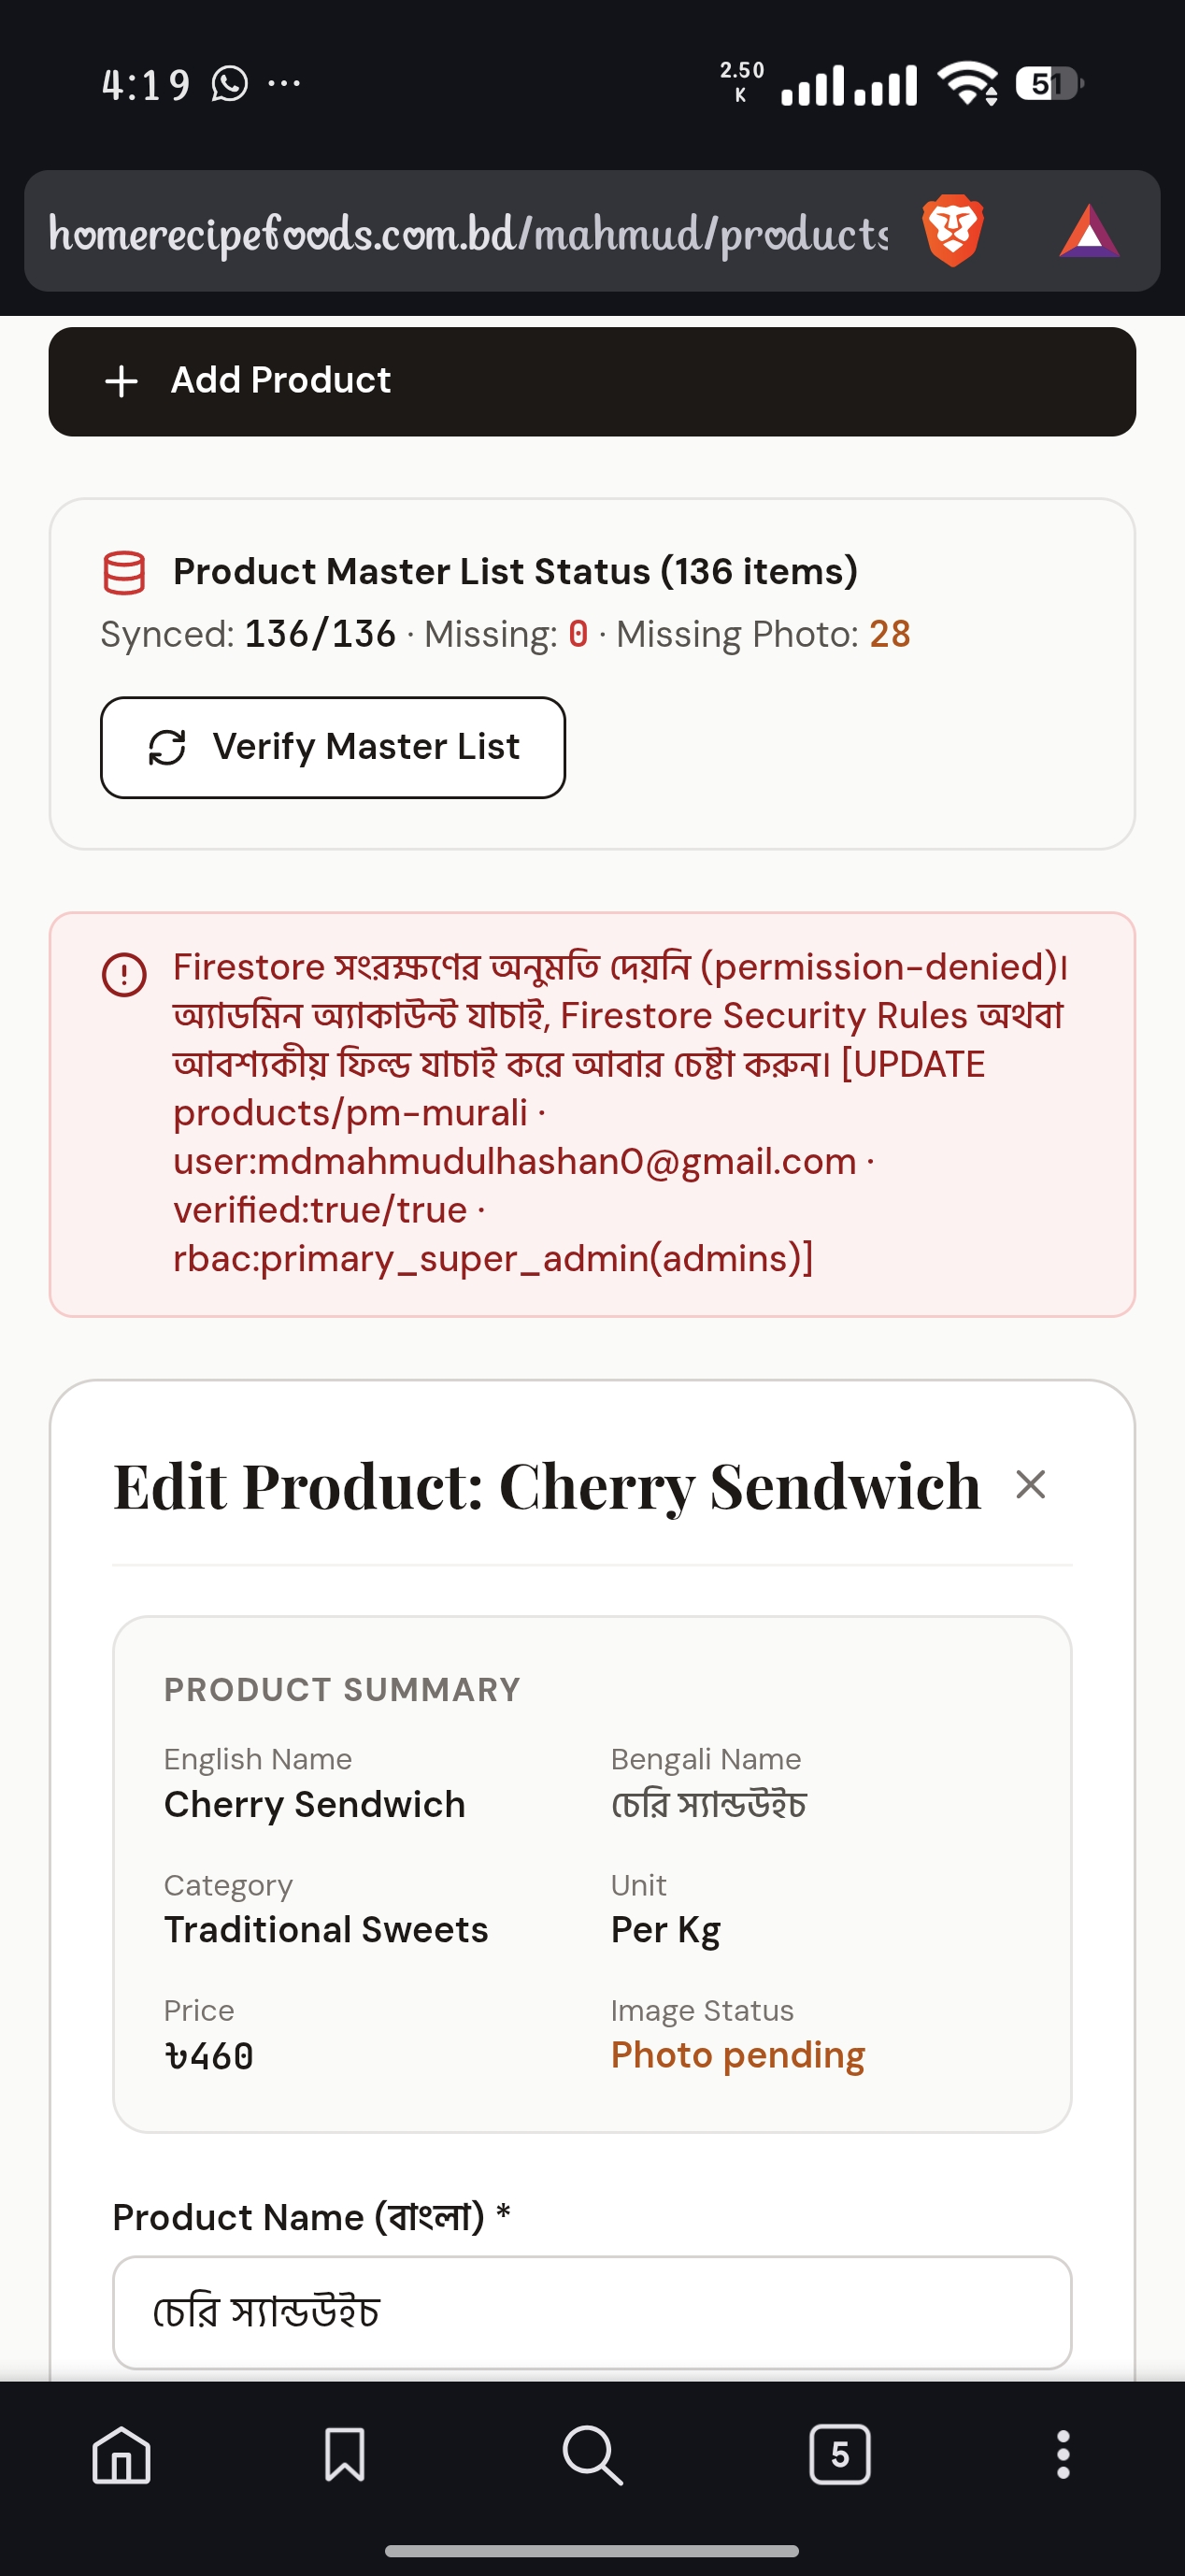 4:19 ...
2.50
K
51
homerecipefoods.com.bd/mahmud/products
Add Product
Product Master List Status (136 items)
Synced: 136/136 · Missing: 0 · Missing Photo: 28
Verify Master List
Firestore সংরক্ষণের অনুমতি দেয়নি (permission-denied)।
অ্যাডমিন অ্যাকাউন্ট যাচাই, Firestore Security Rules অথবা
আবশ্যকীয় ফিল্ড যাচাই করে আবার চেষ্টা করুন। [UPDATE
products/pm-murali ·
user:mdmahmudulhashan0@gmail.com ·
verified:true/true ·
rbac:primary_super_admin(admins)]
Edit Product: Cherry Sendwich
PRODUCT SUMMARY
English Name Bengali Name
Cherry Sendwich চেরি স্যান্ডউইচ
Category Unit
Traditional Sweets Per Kg
Price Image Status
৳460 Photo pending
Product Name (বাংলা) *
চেরি স্যান্ডউইচ
5